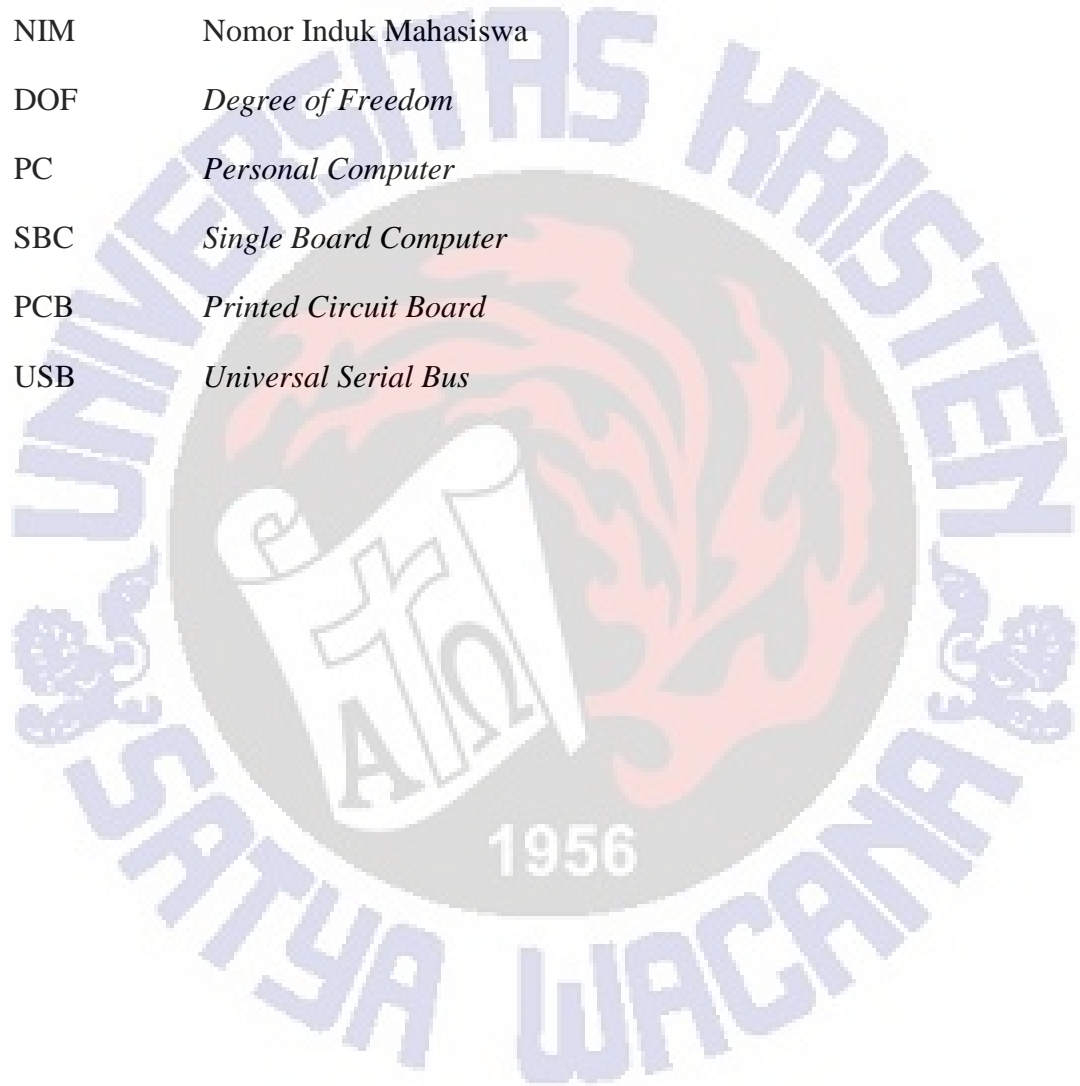 NIM Nomor Induk Mahasiswa
DOF Degree of Freedom
PC Personal Computer
SBC Single Board Computer
PCB Printed Circuit Board
USB Universal Serial Bus
UNIVERSITAS KRISTEN
ΑΩ
1956
SATYA WACANA